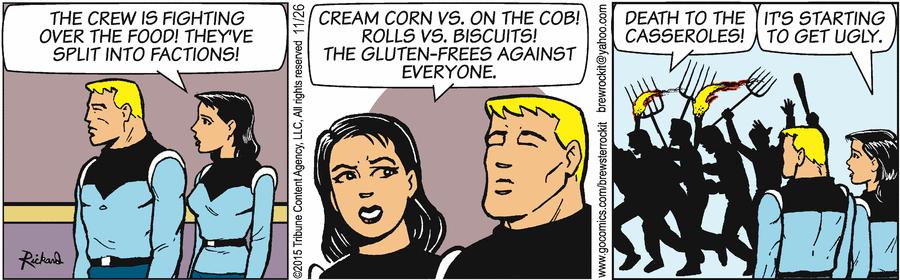 THE CREW IS FIGHTING
OVER THE FOOD! THEY'VE
SPLIT INTO FACTIONS!
Rickard
©2015 Tribune Content Agency, LLC, All rights reserved 11/26
CREAM CORN VS. ON THE COB!
ROLLS VS. BISCUITS!
THE GLUTEN-FREES AGAINST
EVERYONE.
www.gocomics.com/brewsterrockit brewrockit@yahoo.com
DEATH TO THE
CASSEROLES!
IT'S STARTING
TO GET UGLY.